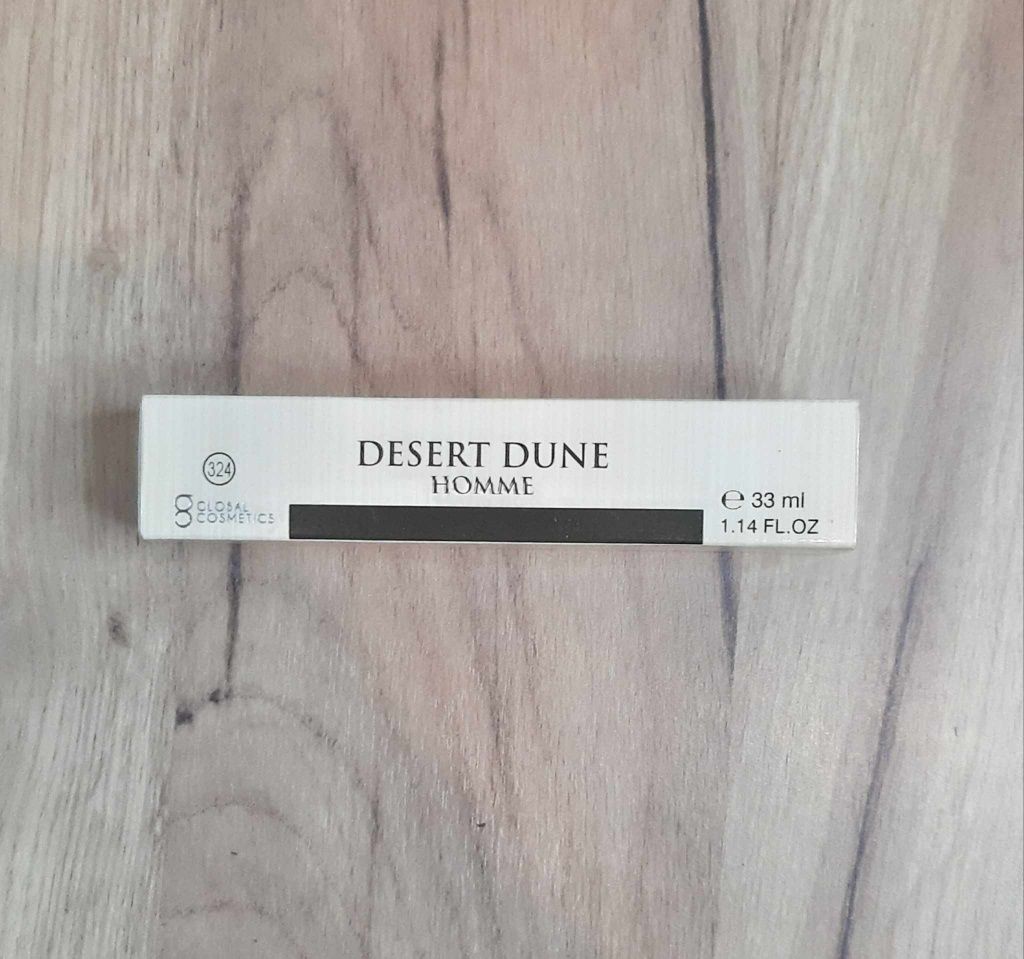 DESERT DUNE
HOMME
324
GLOBAL
COSMETICS
℮ 33 ml
1.14 FL.OZ